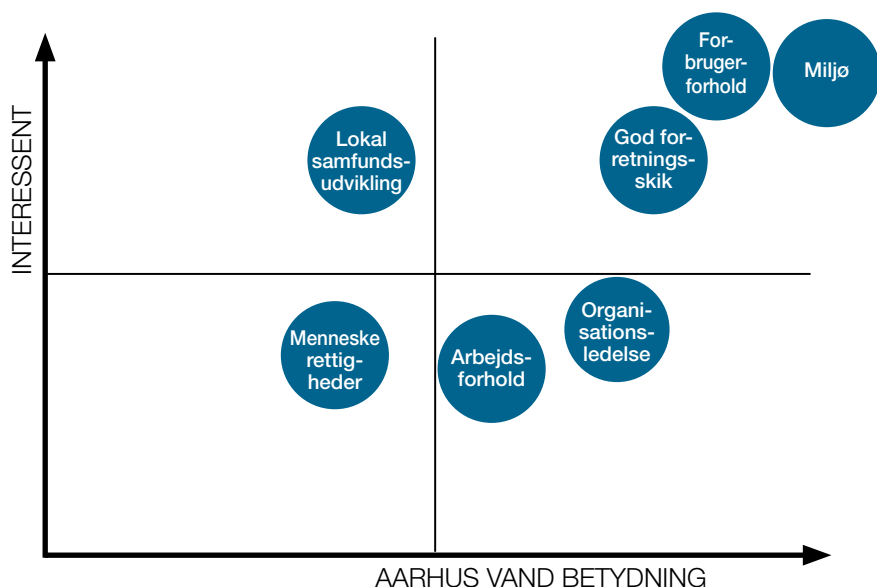 INTERESSENT
For-
bruger-
forhold
Miljø
Lokal
samfunds-
udvikling
God for-
retnings-
skik
Menneske
rettig-
heder
Arbejds-
forhold
Organi-
sations-
ledelse
AARHUS VAND BETYDNING